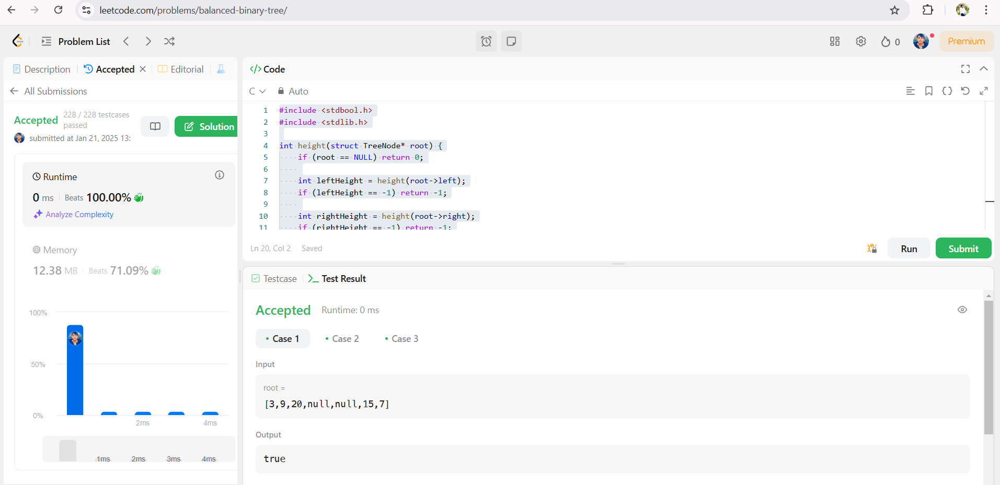 leetcode.com/problems/balanced-binary-tree/
Problem List
0
Premium
Description
Accepted
Editorial
All Submissions
Accepted
228 / 228 testcases
passed
submitted at Jan 21, 2025 13:
Solution
Runtime
0 ms
Beats 100.00%
Analyze Complexity
Memory
12.38 MB
Beats 71.09%
100%
50%
0%
2ms
4ms
1ms
2ms
3ms
4ms
Code
C
Auto
1 #include <stdbool.h>
2 #include <stdlib.h>
3
4 int height(struct TreeNode* root) {
5 if (root == NULL) return 0;
6
7 int leftHeight = height(root->left);
8 if (leftHeight == -1) return -1;
9
10 int rightHeight = height(root->right);
11 if (rightHeight == -1) return -1;
Ln 20, Col 2
Saved
Run
Submit
Testcase
Test Result
Accepted
Runtime: 0 ms
Case 1
Case 2
Case 3
Input
root =
[3,9,20,null,null,15,7]
Output
true